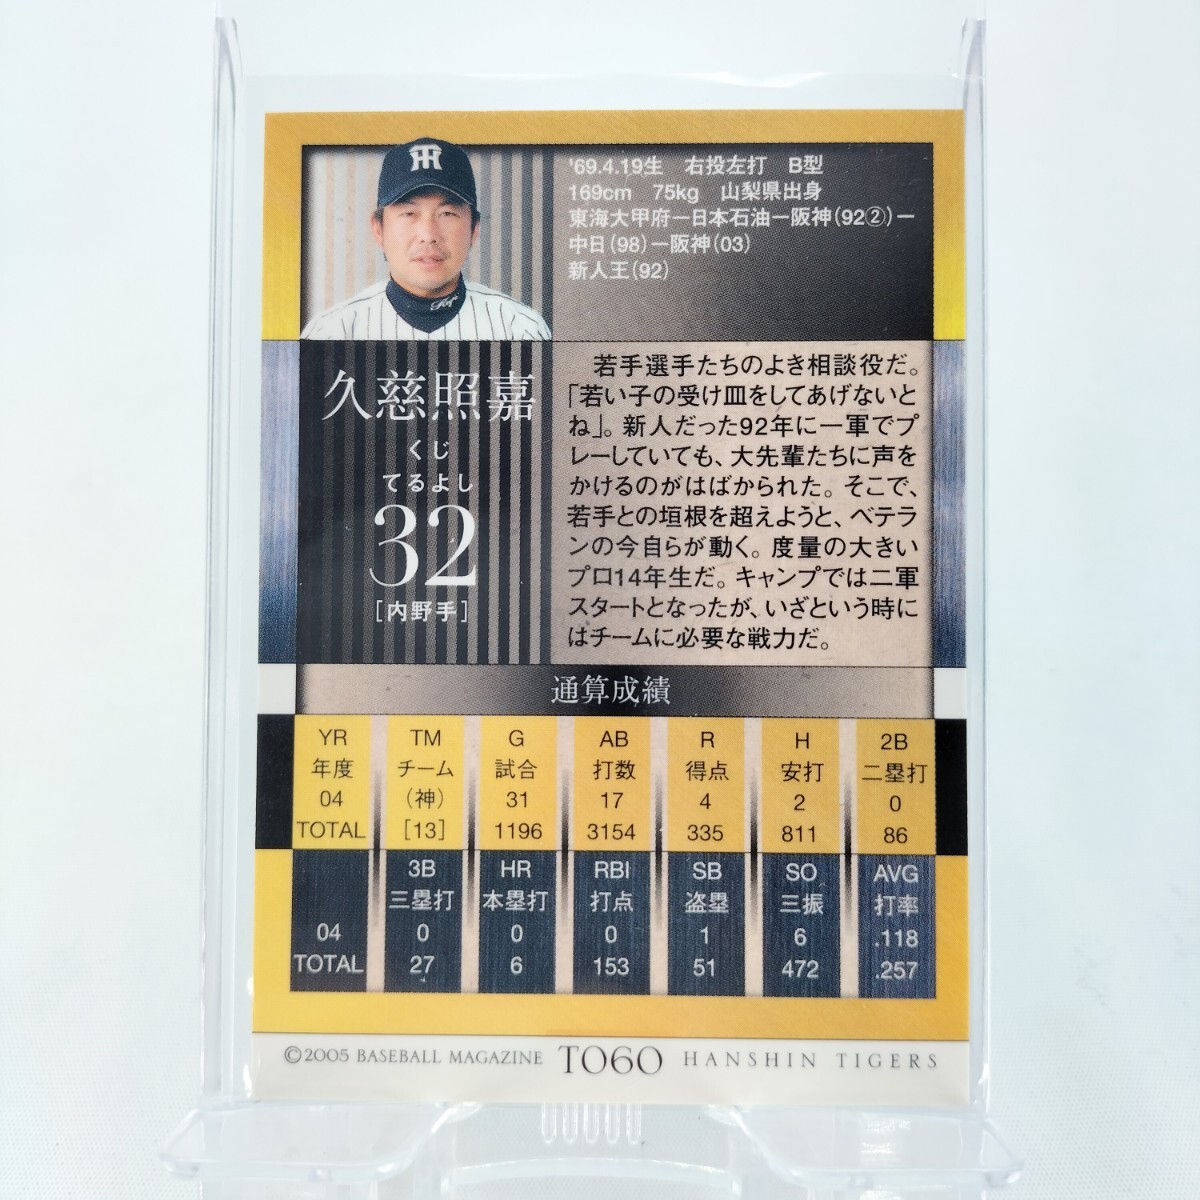 '69.4.19生 右投左打 B型
169cm 75kg 山梨県出身
東海大甲府ー日本石油ー阪神(92②)ー
中日(98)ー阪神(03)
新人王(92)
久慈照嘉
くじ
てるよし
32
[内野手]
若手選手たちのよき相談役だ。
「若い子の受け皿をしてあげないと
ね」。新人だった92年に一軍でプ
レーしていても、大先輩たちに声を
かけるのがはばかられた。そこで、
若手との垣根を超えようと、ベテラ
ンの今自らが動く。度量の大きい
プロ14年生だ。キャンプでは二軍
スタートとなったが、いざという時に
はチームに必要な戦力だ。
通算成績
YR TM G AB R H 2B
年度 チーム 試合 打数 得点 安打 二塁打
04 (神) 31 17 4 2 0
TOTAL [13] 1196 3154 335 811 86
3B HR RBI SB SO AVG
三塁打 本塁打 打点 盗塁 三振 打率
04 0 0 0 1 6 .118
TOTAL 27 6 153 51 472 .257
©2005 BASEBALL MAGAZINE TO60 HANSHIN TIGERS